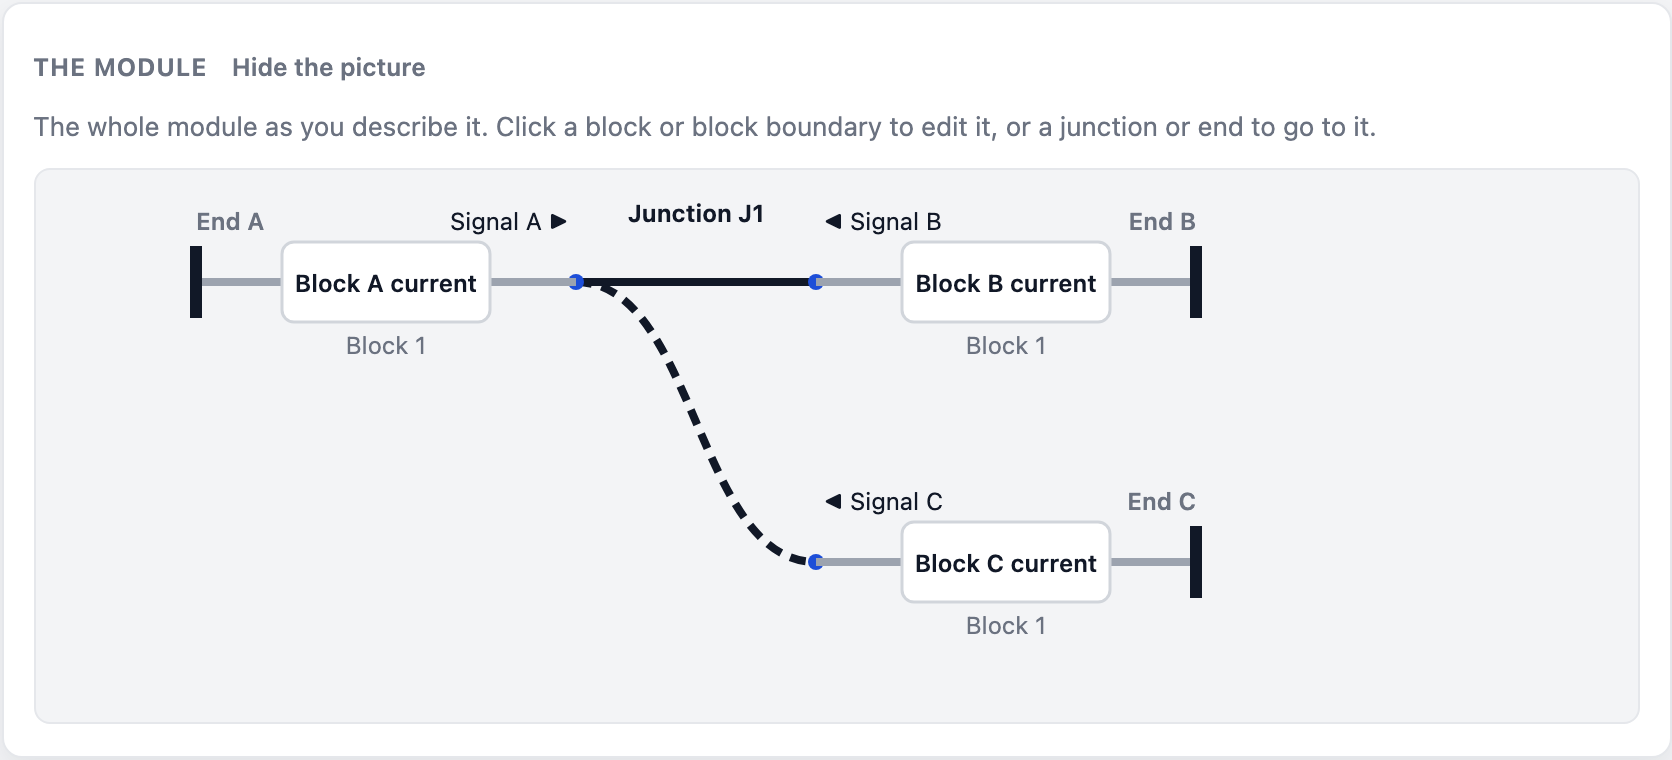 THE MODULE Hide the picture
The whole module as you describe it. Click a block or block boundary to edit it, or a junction or end to go to it.
End A Signal A ▶ Junction J1 ◀ Signal B End B
Block A current Block B current
Block 1 Block 1
◀ Signal C End C
Block C current
Block 1